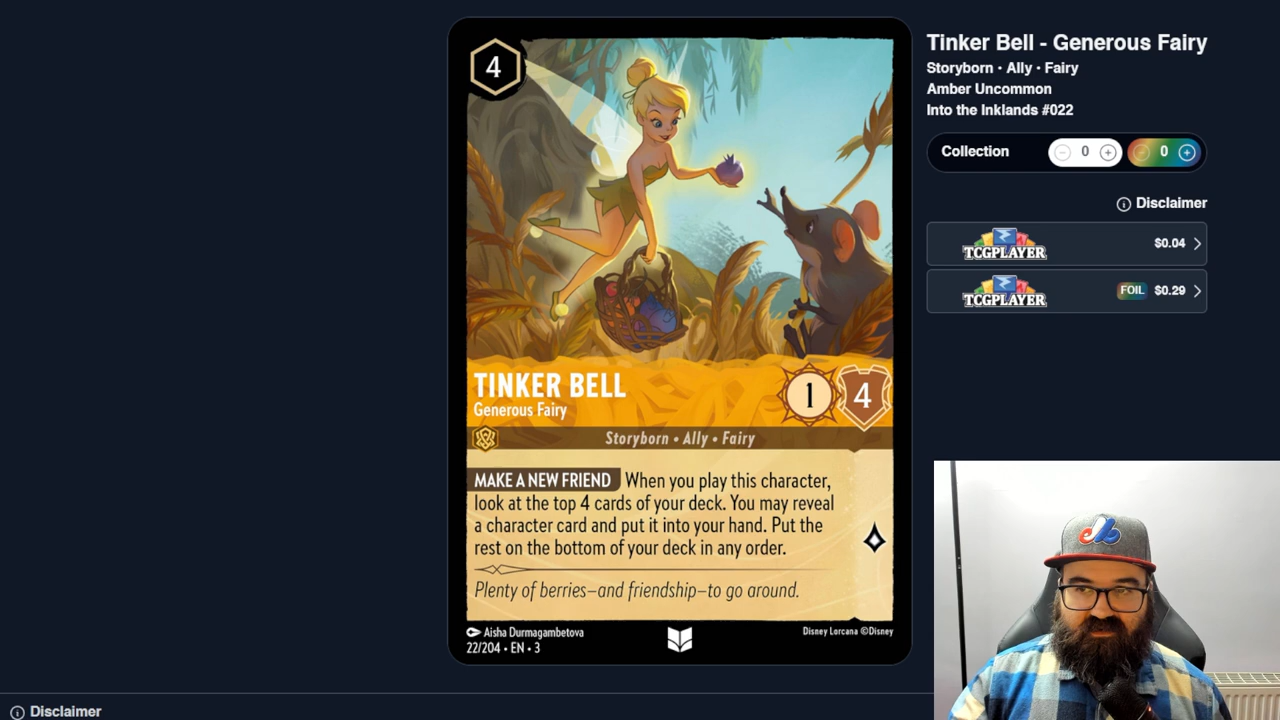 4
TINKER BELL
Generous Fairy
1
4
Storyborn • Ally • Fairy
MAKE A NEW FRIEND When you play this character,
look at the top 4 cards of your deck. You may reveal
a character card and put it into your hand. Put the
rest on the bottom of your deck in any order.
Plenty of berries–and friendship–to go around.
Aisha Durmagambetova
22/204 • EN • 3
Disney Lorcana ©Disney
Tinker Bell - Generous Fairy
Storyborn • Ally • Fairy
Amber Uncommon
Into the Inklands #022
Collection
0
0
Disclaimer
TCGPLAYER
$0.04
TCGPLAYER
FOIL $0.29
Disclaimer